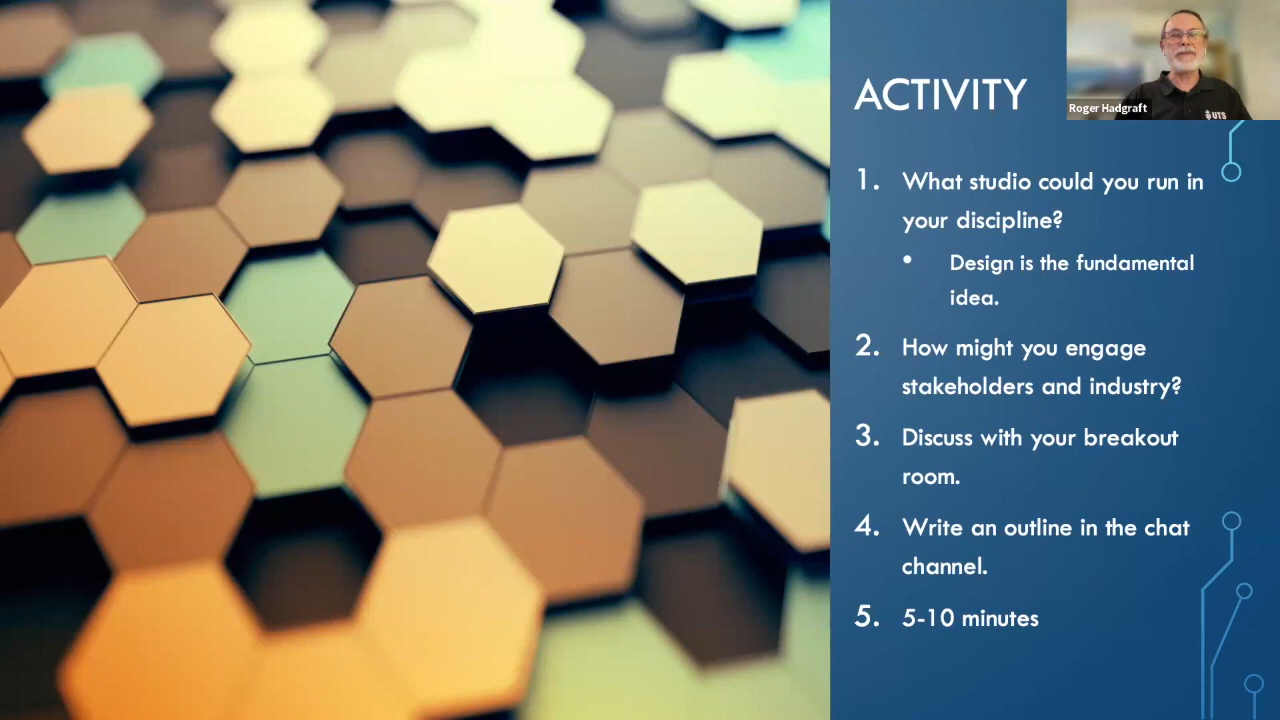 ACTIVITY
Roger Hadgraft
UTS
1. What studio could you run in
your discipline?
• Design is the fundamental
idea.
2. How might you engage
stakeholders and industry?
3. Discuss with your breakout
room.
4. Write an outline in the chat
channel.
5. 5-10 minutes